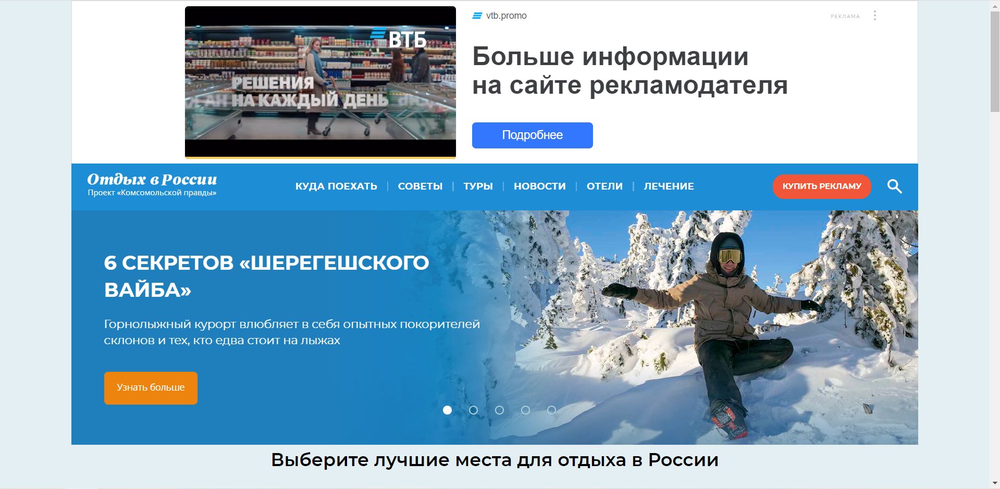 ВТБ
РЕШЕНИЯ
НА КАЖДЫЙ ДЕНЬ
vtb.promo
РЕКЛАМА
Больше информации
на сайте рекламодателя
Подробнее
Отдых в России
Проект «Комсомольской правды»
КУДА ПОЕХАТЬ
СОВЕТЫ
ТУРЫ
НОВОСТИ
ОТЕЛИ
ЛЕЧЕНИЕ
КУПИТЬ РЕКЛАМУ
6 СЕКРЕТОВ «ШЕРЕГЕШСКОГО
ВАЙБА»
Горнолыжный курорт влюбляет в себя опытных покорителей
склонов и тех, кто едва стоит на лыжах
Узнать больше
Выберите лучшие места для отдыха в России